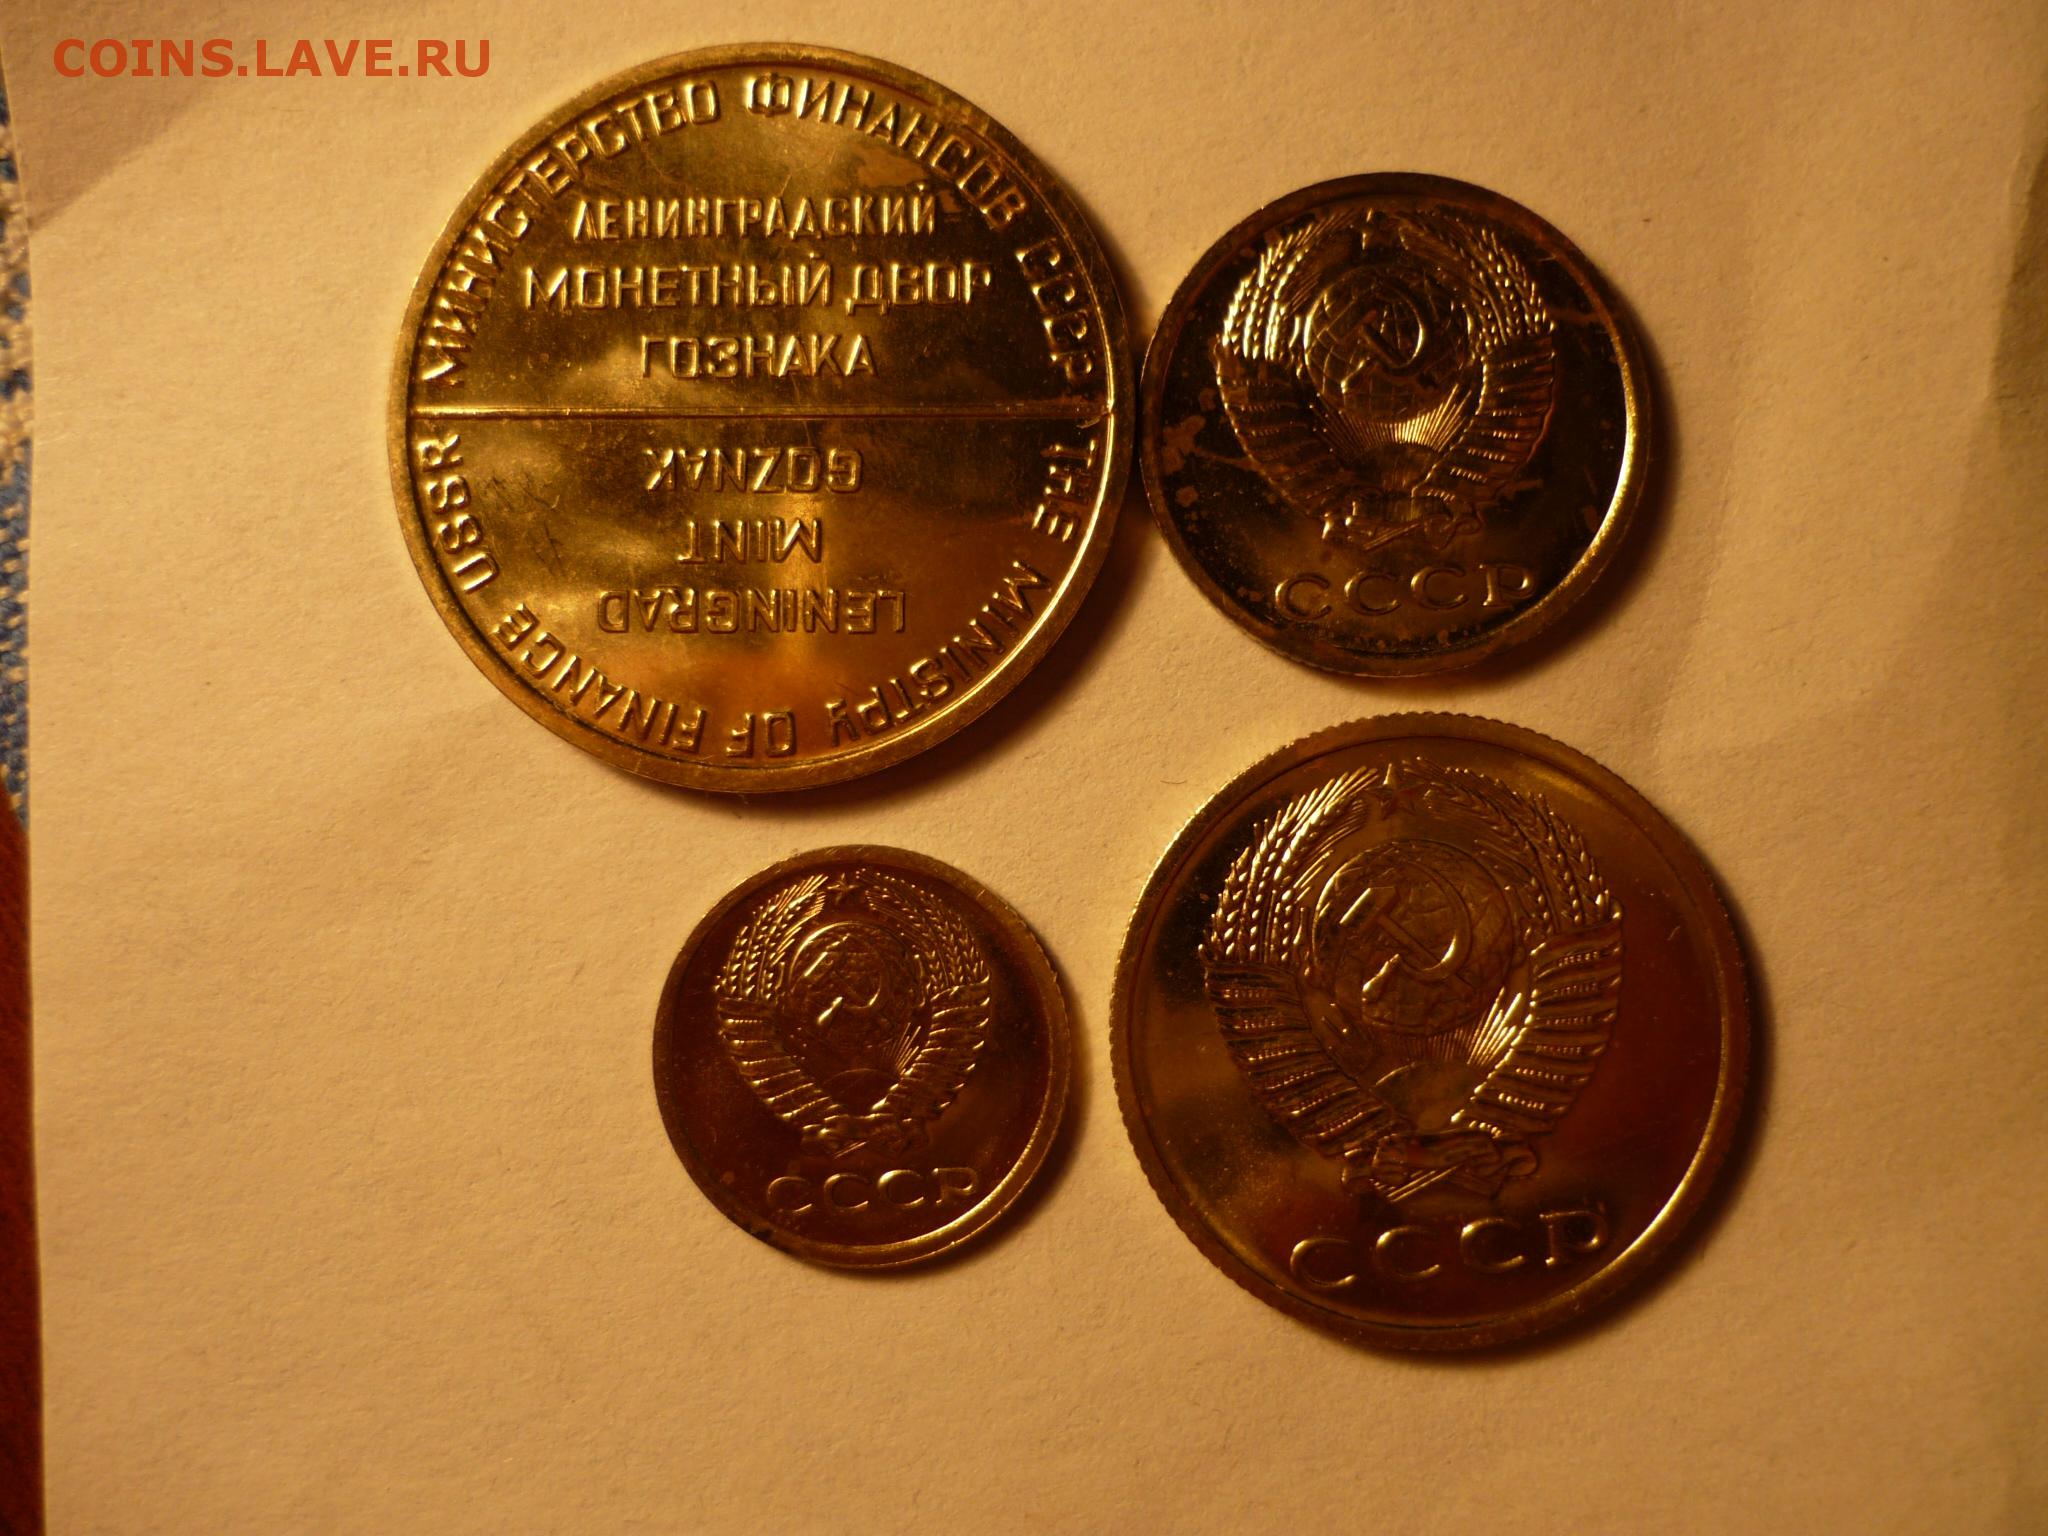 COINS.LAVE.RU
МИНИСТЕРСТВО ФИНАНСОВ СССР
ЛЕНИНГРАДСКИЙ
МОНЕТНЫЙ ДВОР
ГОЗНАКА
LENINGRAD
MINT
GOZNAK
THE MINISTRY OF FINANCE USSR
СССР
СССР
СССР